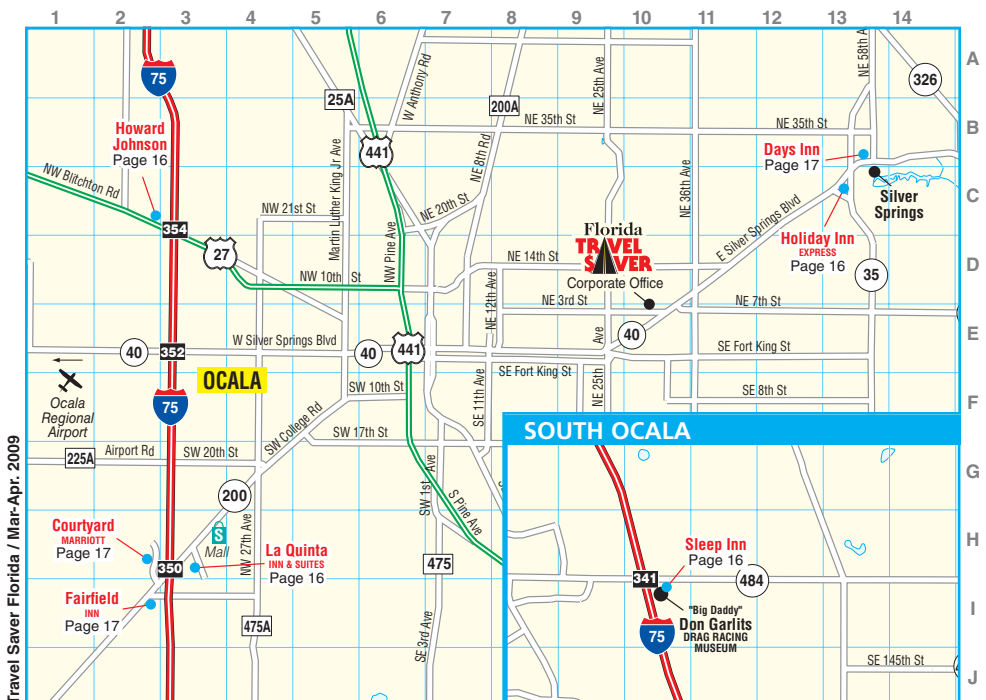 1 2 3 4 5 6 7 8 9 10 11 12 13 14
A
B
C
D
E
F
G
H
I
J
Travel Saver Florida / Mar-Apr. 2009
75
Howard
Johnson
Page 16
NW Blitchton Rd
354
27
25A
W Anthony Rd
441
200A
NE 35th St
NE 8th Rd
NE 25th Ave
NE 35th St
NE 58th A
326
Days Inn
Page 17
Silver
Springs
Holiday Inn
EXPRESS
Page 16
35
NW 21st St
Martin Luther King Jr Ave
NE 20th St
NW Pine Ave
NE 36th Ave
E Silver Springs Blvd
Florida
TRAVEL
SAVER
Corporate Office
NE 14th St
NW 10th St
NE 12th Ave
NE 3rd St
NE 7th St
40
W Silver Springs Blvd
40
352
40
441
SE Fort King St
SE Fort King St
NE 25th Ave
OCALA
Ocala
Regional
Airport
75
SW 10th St
SE 11th Ave
SE 8th St
SW College Rd
SW 17th St
225A
Airport Rd
SW 20th St
200
SW 1st Ave
S Pine Ave
Courtyard
MARRIOTT
Page 17
S
Mall
350
La Quinta
INN & SUITES
Page 16
NW 27th Ave
475
Fairfield
INN
Page 17
475A
SE 3rd Ave
SOUTH OCALA
Sleep Inn
Page 16
341
484
"Big Daddy"
Don Garlits
DRAG RACING
MUSEUM
75
SE 145th St